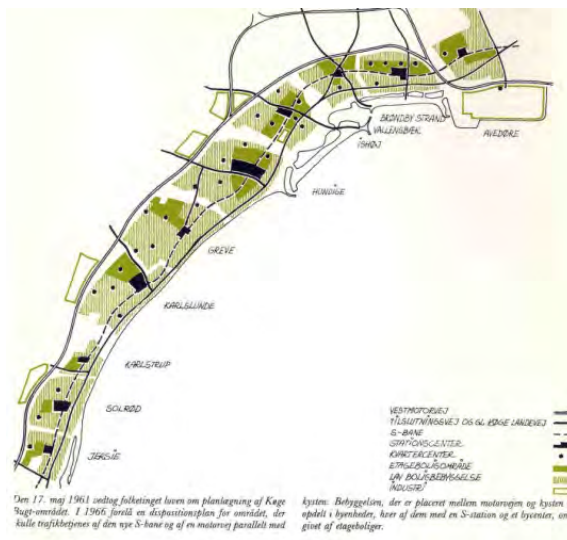 BRØNDBY STRAND
VALLENSBÆK
AVEDØRE
ISHØJ
HUNDIGE
GREVE
KARLSLUNDE
KARLSTRUP
SOLRØD
JERSIE
VESTMOTORVEJ
TILSLUTNINGSVEJ OG GL KØGE LANDEVEJ
S-BANE
STATIONSCENTER
KVARTERCENTER
ETAGEBOLIGOMRÅDE
LAV BOLIGBEBYGGELSE
INDUSTRI
Den 17. maj 1961 vedtog folketinget loven om planlægning af Køge
Bugt-området. I 1966 forelå en dispositionsplan for området, der
kulle trafikbetjenes af den nye S-bane og af en motorvej parallelt med
kysten. Bebyggelsen, der er placeret mellem motorvejen og kysten
opdelt i byenheder, hver af dem med en S-station og et bycenter, om
givet af etageboliger.